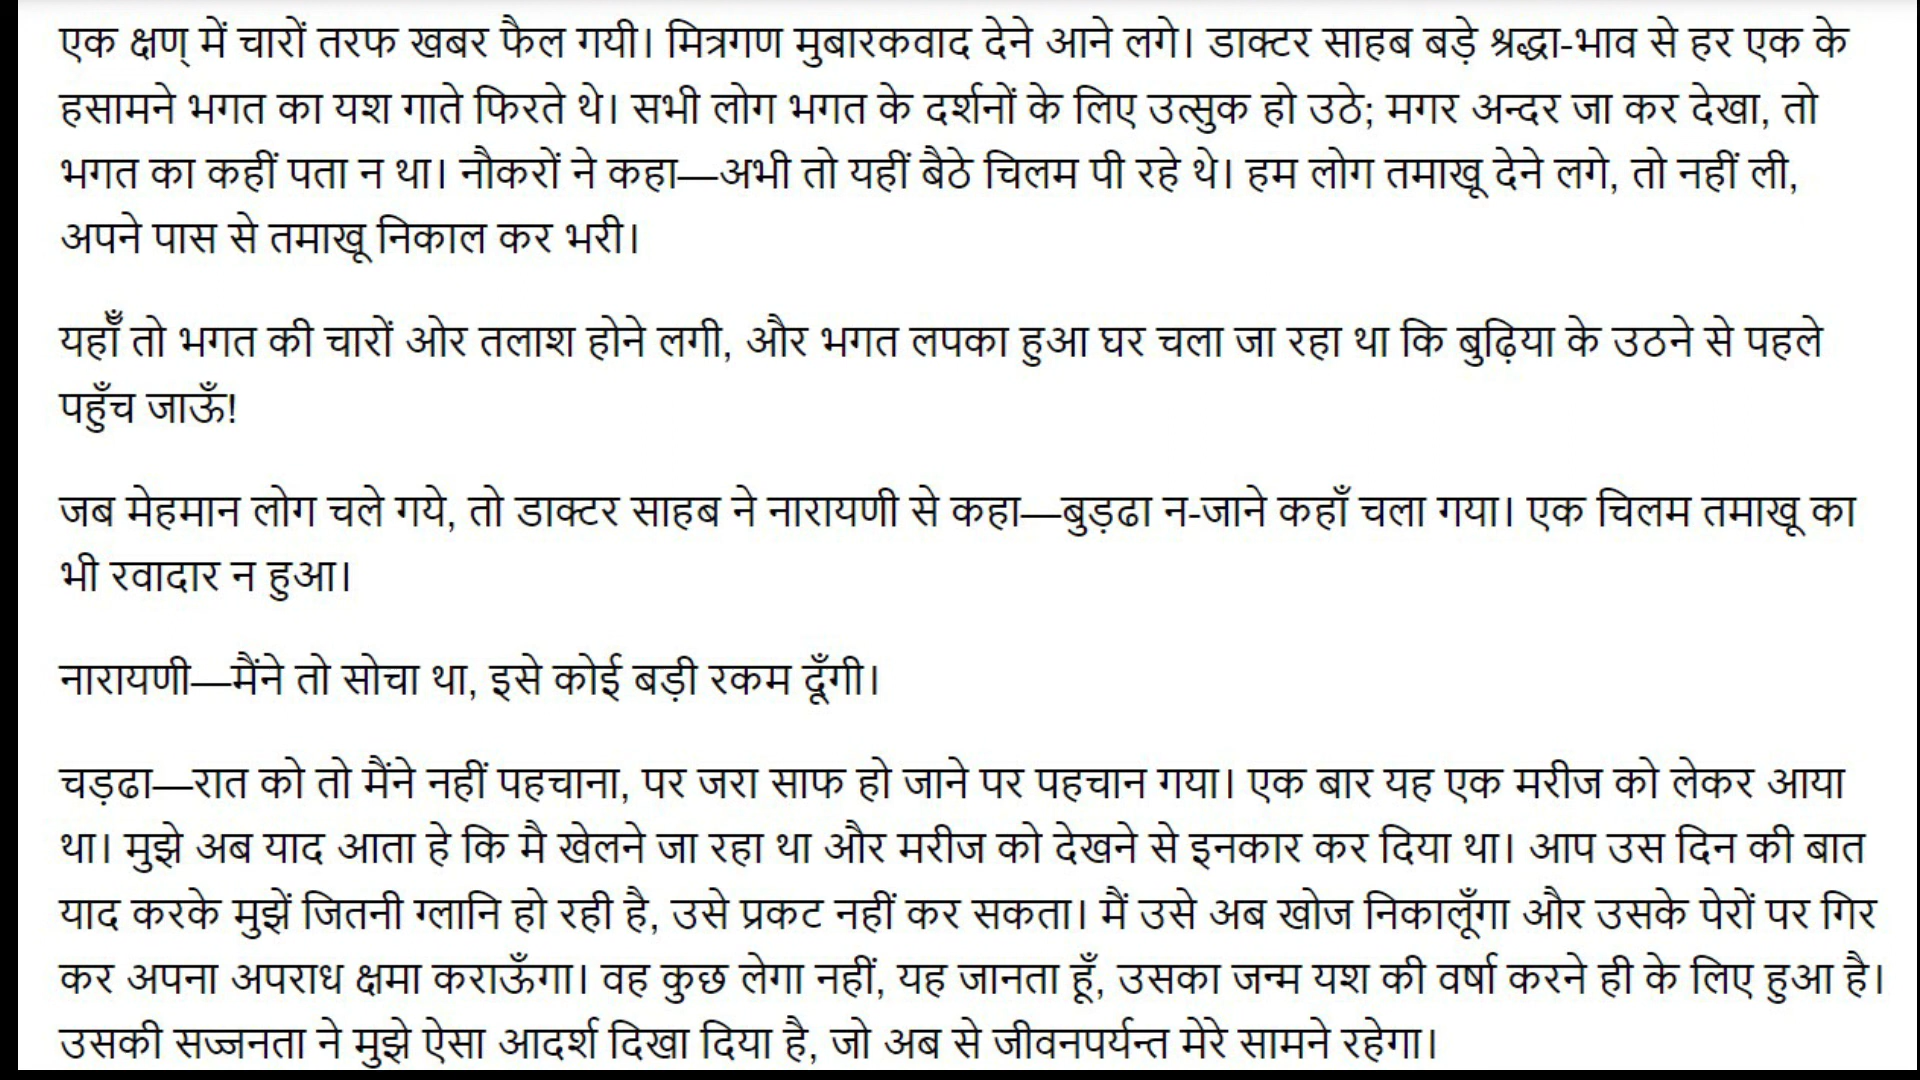 एक क्षण् में चारों तरफ खबर फैल गयी। मित्रगण मुबारकवाद देने आने लगे। डाक्टर साहब बड़े श्रद्धा-भाव से हर एक के
हसामने भगत का यश गाते फिरते थे। सभी लोग भगत के दर्शनों के लिए उत्सुक हो उठे; मगर अन्दर जा कर देखा, तो
भगत का कहीं पता न था। नौकरों ने कहा—अभी तो यहीं बैठे चिलम पी रहे थे। हम लोग तमाखू देने लगे, तो नहीं ली,
अपने पास से तमाखू निकाल कर भरी।
यहाँ तो भगत की चारों ओर तलाश होने लगी, और भगत लपका हुआ घर चला जा रहा था कि बुढ़िया के उठने से पहले
पहुँच जाऊँ!
जब मेहमान लोग चले गये, तो डाक्टर साहब ने नारायणी से कहा—बुड़ढा न-जाने कहाँ चला गया। एक चिलम तमाखू का
भी रवादार न हुआ।
नारायणी—मैंने तो सोचा था, इसे कोई बड़ी रकम दूँगी।
चड़ढा—रात को तो मैंने नहीं पहचाना, पर जरा साफ हो जाने पर पहचान गया। एक बार यह एक मरीज को लेकर आया
था। मुझे अब याद आता हे कि मै खेलने जा रहा था और मरीज को देखने से इनकार कर दिया था। आप उस दिन की बात
याद करके मुझें जितनी ग्लानि हो रही है, उसे प्रकट नहीं कर सकता। मैं उसे अब खोज निकालूँगा और उसके पेरों पर गिर
कर अपना अपराध क्षमा कराऊँगा। वह कुछ लेगा नहीं, यह जानता हूँ, उसका जन्म यश की वर्षा करने ही के लिए हुआ है।
उसकी सज्जनता ने मुझे ऐसा आदर्श दिखा दिया है, जो अब से जीवनपर्यन्त मेरे सामने रहेगा।